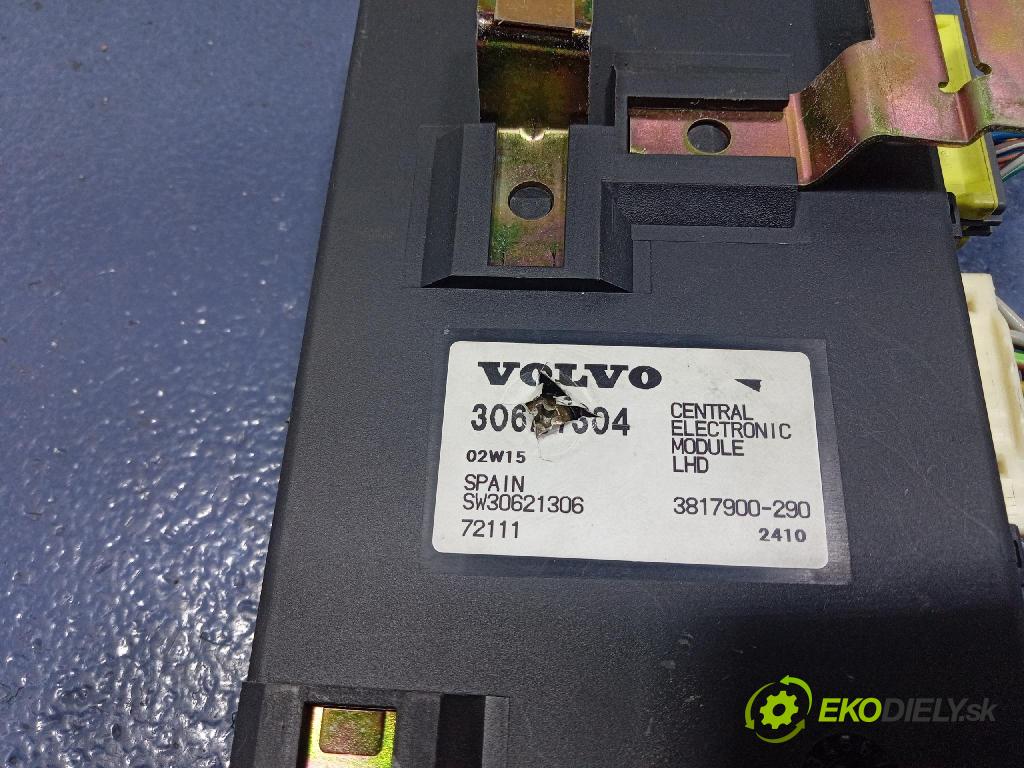 VOLVO
02W15
SPAIN
SW30621306
72111
CENTRAL
ELECTRONIC
MODULE
LHD
3817900-290
2410
EKODIELY.sk